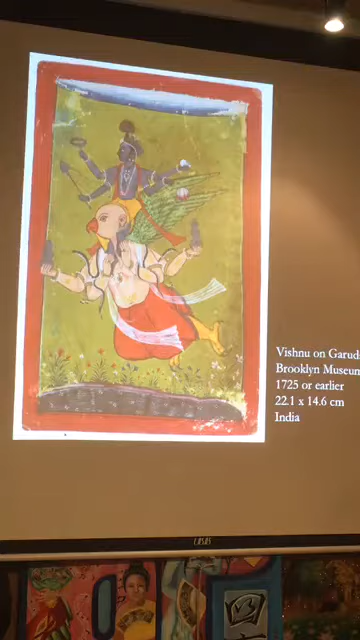 Vishnu on Garud
Brooklyn Museum
1725 or earlier
22.1 x 14.6 cm
India